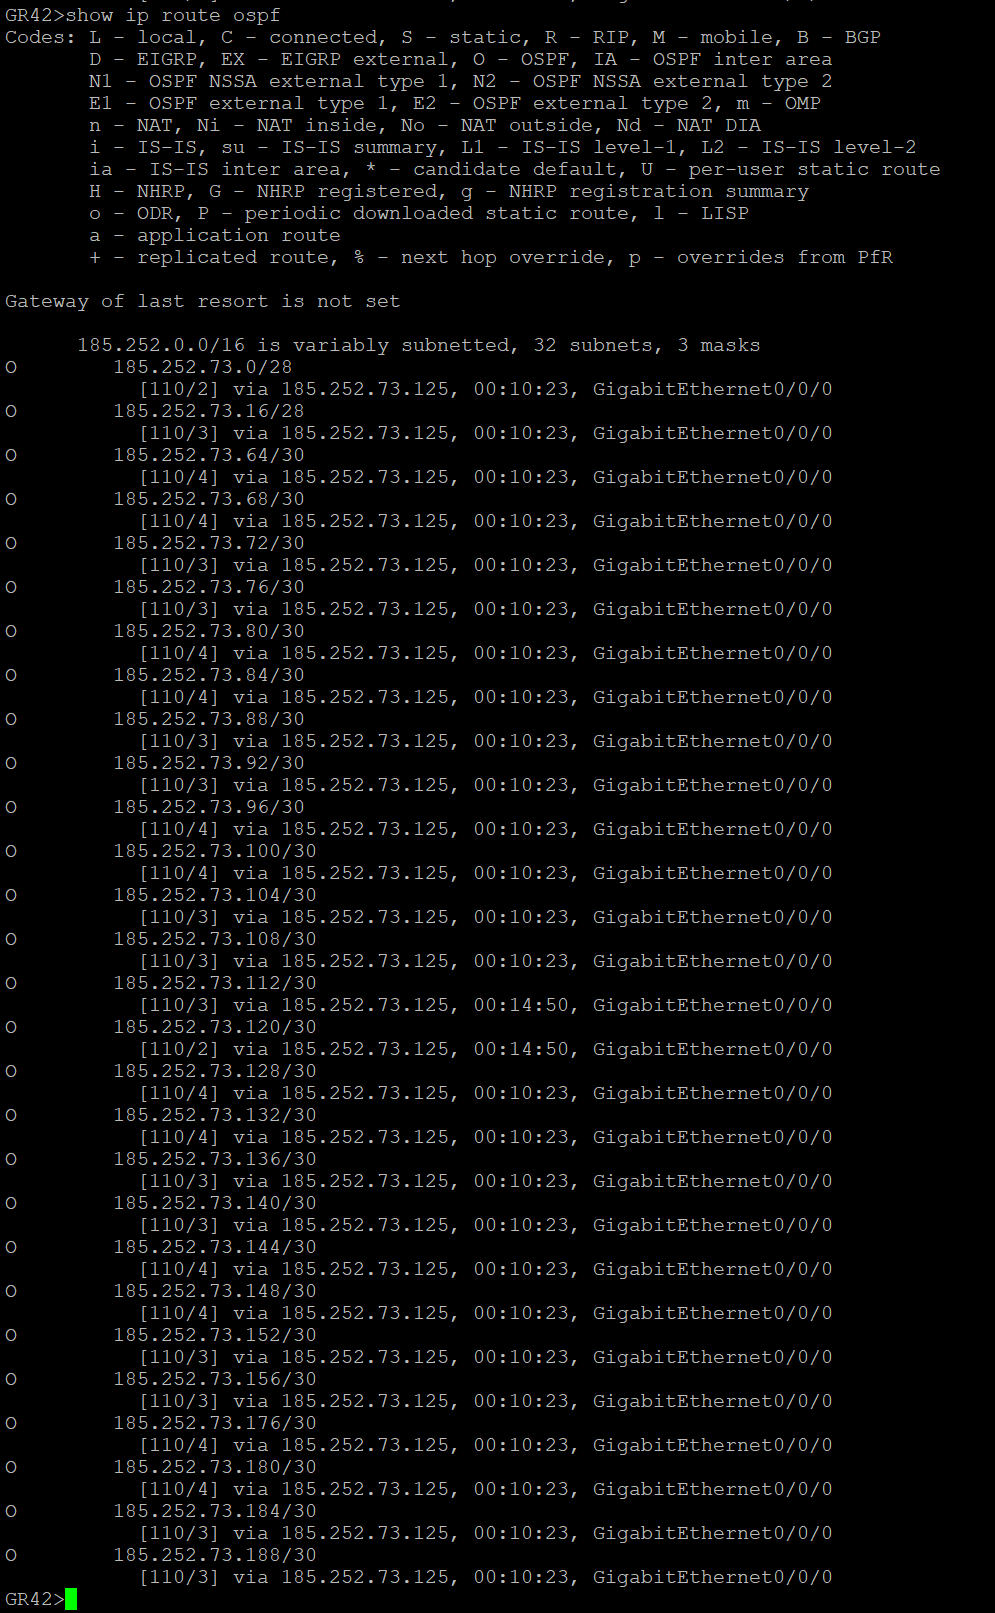 GR42>show ip route ospf
Codes: L - local, C - connected, S - static, R - RIP, M - mobile, B - BGP
       D - EIGRP, EX - EIGRP external, O - OSPF, IA - OSPF inter area
       N1 - OSPF NSSA external type 1, N2 - OSPF NSSA external type 2
       E1 - OSPF external type 1, E2 - OSPF external type 2, m - OMP
       n - NAT, Ni - NAT inside, No - NAT outside, Nd - NAT DIA
       i - IS-IS, su - IS-IS summary, L1 - IS-IS level-1, L2 - IS-IS level-2
       ia - IS-IS inter area, * - candidate default, U - per-user static route
       H - NHRP, G - NHRP registered, g - NHRP registration summary
       o - ODR, P - periodic downloaded static route, l - LISP
       a - application route
       + - replicated route, % - next hop override, p - overrides from PfR

Gateway of last resort is not set

      185.252.0.0/16 is variably subnetted, 32 subnets, 3 masks
O        185.252.73.0/28
           [110/2] via 185.252.73.125, 00:10:23, GigabitEthernet0/0/0
O        185.252.73.16/28
           [110/3] via 185.252.73.125, 00:10:23, GigabitEthernet0/0/0
O        185.252.73.64/30
           [110/4] via 185.252.73.125, 00:10:23, GigabitEthernet0/0/0
O        185.252.73.68/30
           [110/4] via 185.252.73.125, 00:10:23, GigabitEthernet0/0/0
O        185.252.73.72/30
           [110/3] via 185.252.73.125, 00:10:23, GigabitEthernet0/0/0
O        185.252.73.76/30
           [110/3] via 185.252.73.125, 00:10:23, GigabitEthernet0/0/0
O        185.252.73.80/30
           [110/4] via 185.252.73.125, 00:10:23, GigabitEthernet0/0/0
O        185.252.73.84/30
           [110/4] via 185.252.73.125, 00:10:23, GigabitEthernet0/0/0
O        185.252.73.88/30
           [110/3] via 185.252.73.125, 00:10:23, GigabitEthernet0/0/0
O        185.252.73.92/30
           [110/3] via 185.252.73.125, 00:10:23, GigabitEthernet0/0/0
O        185.252.73.96/30
           [110/4] via 185.252.73.125, 00:10:23, GigabitEthernet0/0/0
O        185.252.73.100/30
           [110/4] via 185.252.73.125, 00:10:23, GigabitEthernet0/0/0
O        185.252.73.104/30
           [110/3] via 185.252.73.125, 00:10:23, GigabitEthernet0/0/0
O        185.252.73.108/30
           [110/3] via 185.252.73.125, 00:10:23, GigabitEthernet0/0/0
O        185.252.73.112/30
           [110/3] via 185.252.73.125, 00:14:50, GigabitEthernet0/0/0
O        185.252.73.120/30
           [110/2] via 185.252.73.125, 00:14:50, GigabitEthernet0/0/0
O        185.252.73.128/30
           [110/4] via 185.252.73.125, 00:10:23, GigabitEthernet0/0/0
O        185.252.73.132/30
           [110/4] via 185.252.73.125, 00:10:23, GigabitEthernet0/0/0
O        185.252.73.136/30
           [110/3] via 185.252.73.125, 00:10:23, GigabitEthernet0/0/0
O        185.252.73.140/30
           [110/3] via 185.252.73.125, 00:10:23, GigabitEthernet0/0/0
O        185.252.73.144/30
           [110/4] via 185.252.73.125, 00:10:23, GigabitEthernet0/0/0
O        185.252.73.148/30
           [110/4] via 185.252.73.125, 00:10:23, GigabitEthernet0/0/0
O        185.252.73.152/30
           [110/3] via 185.252.73.125, 00:10:23, GigabitEthernet0/0/0
O        185.252.73.156/30
           [110/3] via 185.252.73.125, 00:10:23, GigabitEthernet0/0/0
O        185.252.73.176/30
           [110/4] via 185.252.73.125, 00:10:23, GigabitEthernet0/0/0
O        185.252.73.180/30
           [110/4] via 185.252.73.125, 00:10:23, GigabitEthernet0/0/0
O        185.252.73.184/30
           [110/3] via 185.252.73.125, 00:10:23, GigabitEthernet0/0/0
O        185.252.73.188/30
           [110/3] via 185.252.73.125, 00:10:23, GigabitEthernet0/0/0
GR42>